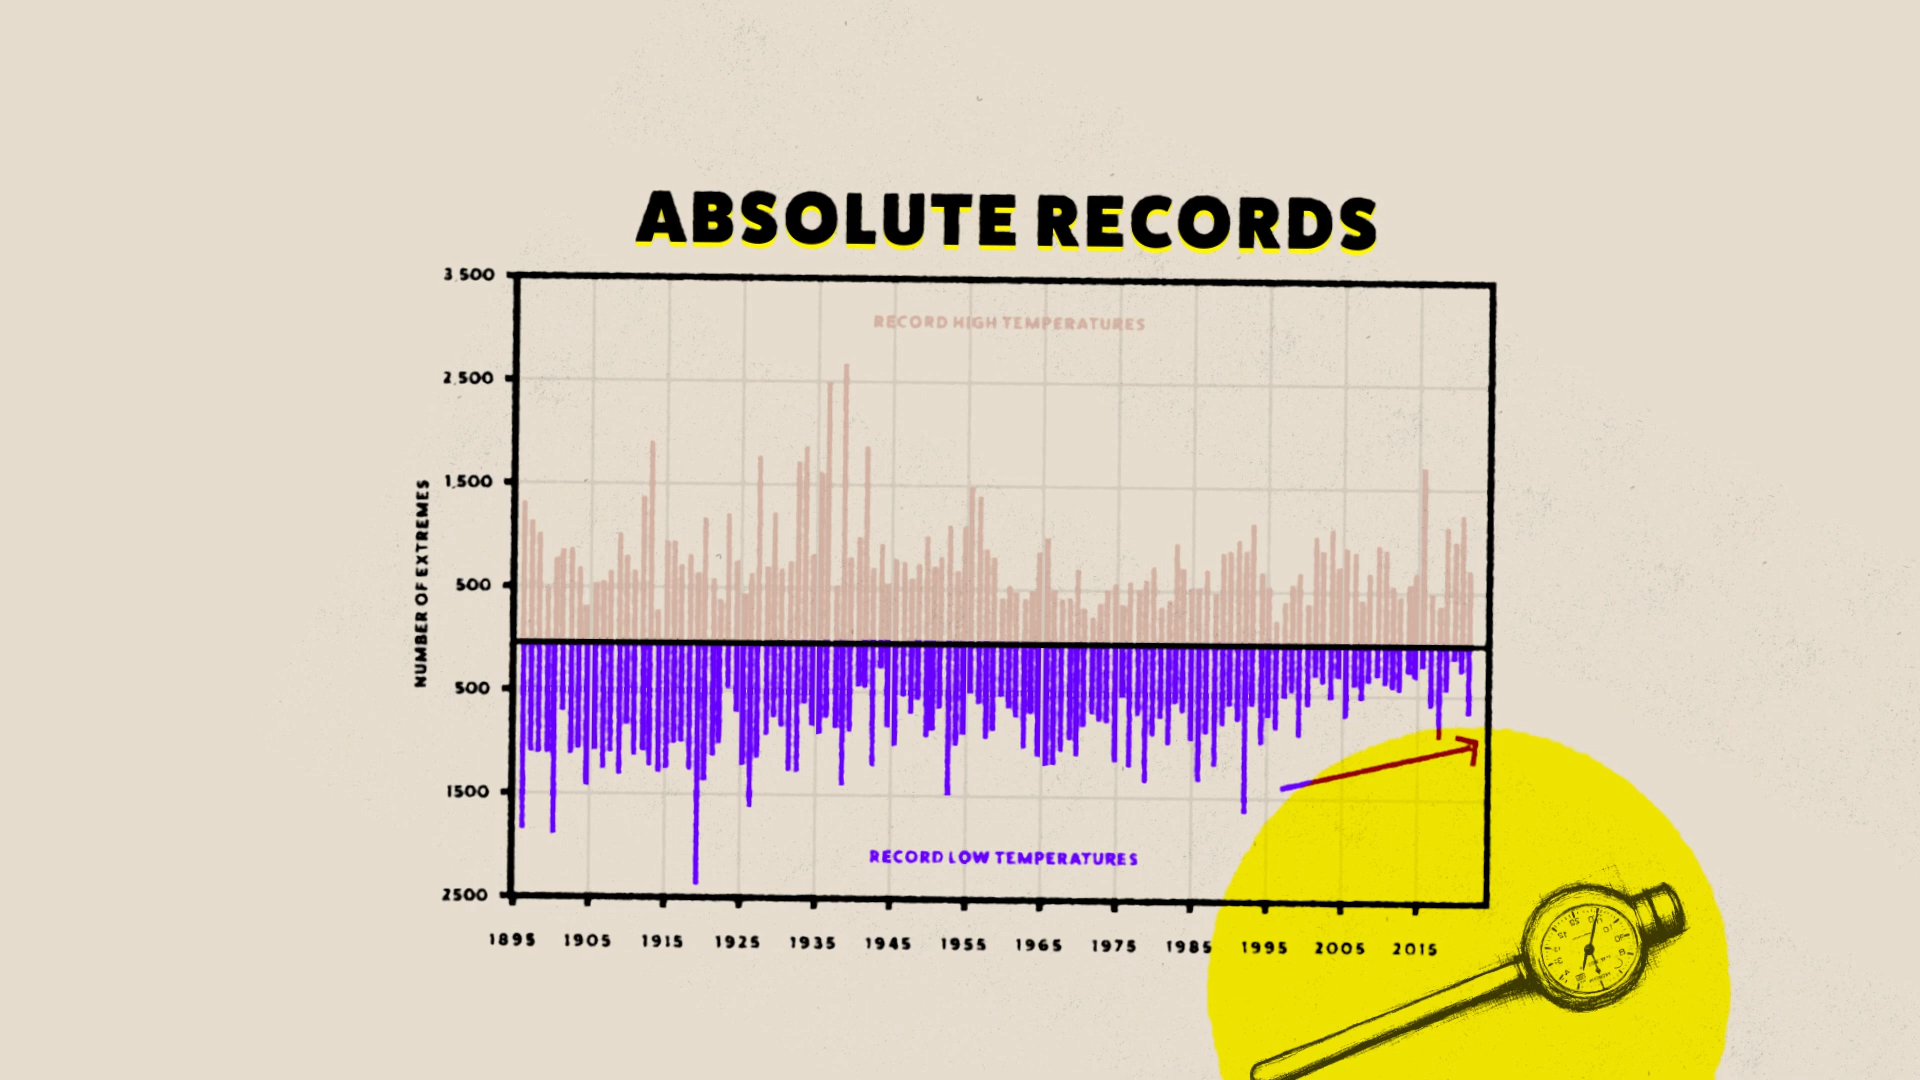 ABSOLUTE RECORDS
3,500
RECORD HIGH TEMPERATURES
2,500
1,500
500
NUMBER OF EXTREMES
500
1500
RECORD LOW TEMPERATURES
2500
1895 1905 1915 1925 1935 1945 1955 1965 1975 1985 1995 2005 2015